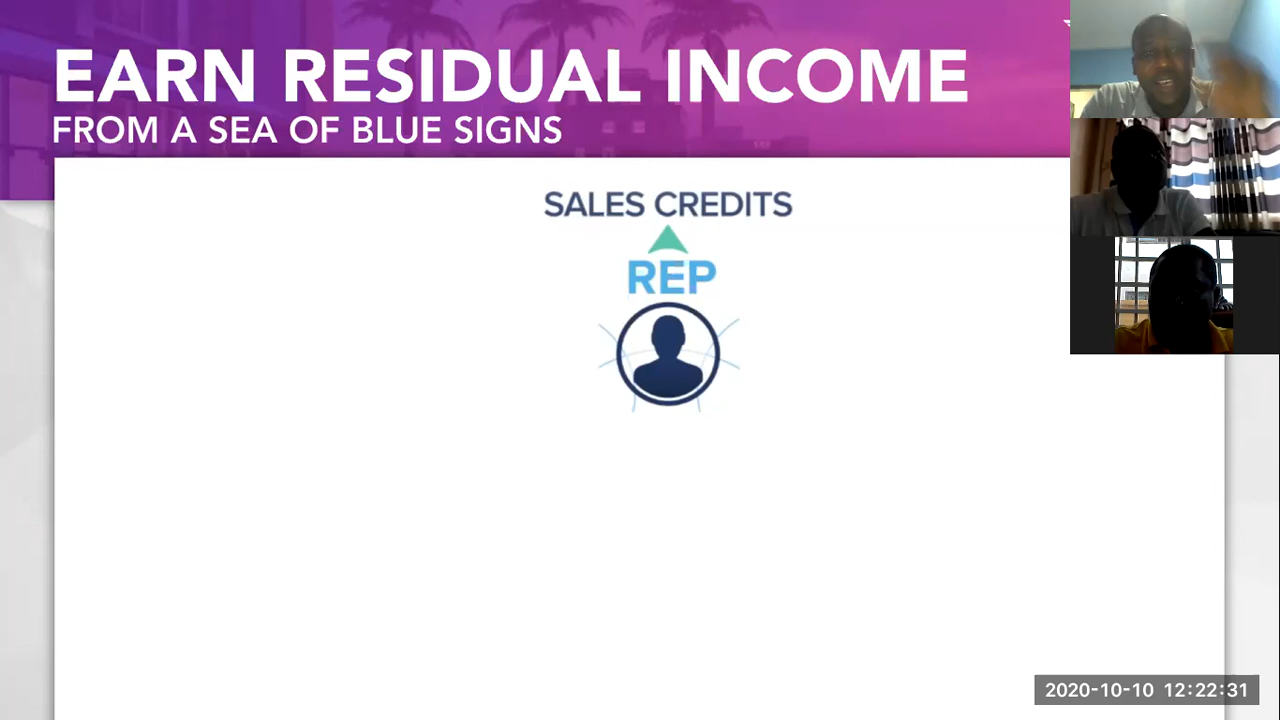 EARN RESIDUAL INCOME
FROM A SEA OF BLUE SIGNS
SALES CREDITS
REP
2020-10-10 12:22:31